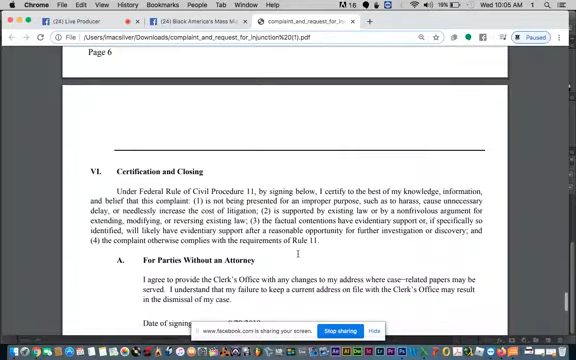 Chrome File Edit View History Bookmarks People Tab Window Help
16
19%
Wed 10:05 AM
(24) Live Producer
(24) Black America's Mass Mi
complaint_and_request_for_inj
File | /Users/imacsilver/Downloads/complaint_and_request_for_injunction%20(1).pdf
Paused
Page 6
VI. Certification and Closing
Under Federal Rule of Civil Procedure 11, by signing below, I certify to the best of my knowledge, information,
and belief that this complaint: (1) is not being presented for an improper purpose, such as to harass, cause unnecessary
delay, or needlessly increase the cost of litigation; (2) is supported by existing law or by a nonfrivolous argument for
extending, modifying, or reversing existing law; (3) the factual contentions have evidentiary support or, if specifically so
identified, will likely have evidentiary support after a reasonable opportunity for further investigation or discovery; and
(4) the complaint otherwise complies with the requirements of Rule 11.
A. For Parties Without an Attorney
I agree to provide the Clerk's Office with any changes to my address where case-related papers may be
served. I understand that my failure to keep a current address on file with the Clerk's Office may result
in the dismissal of my case.
Date of signing
www.facebook.com is sharing your screen.
Stop sharing
Hide